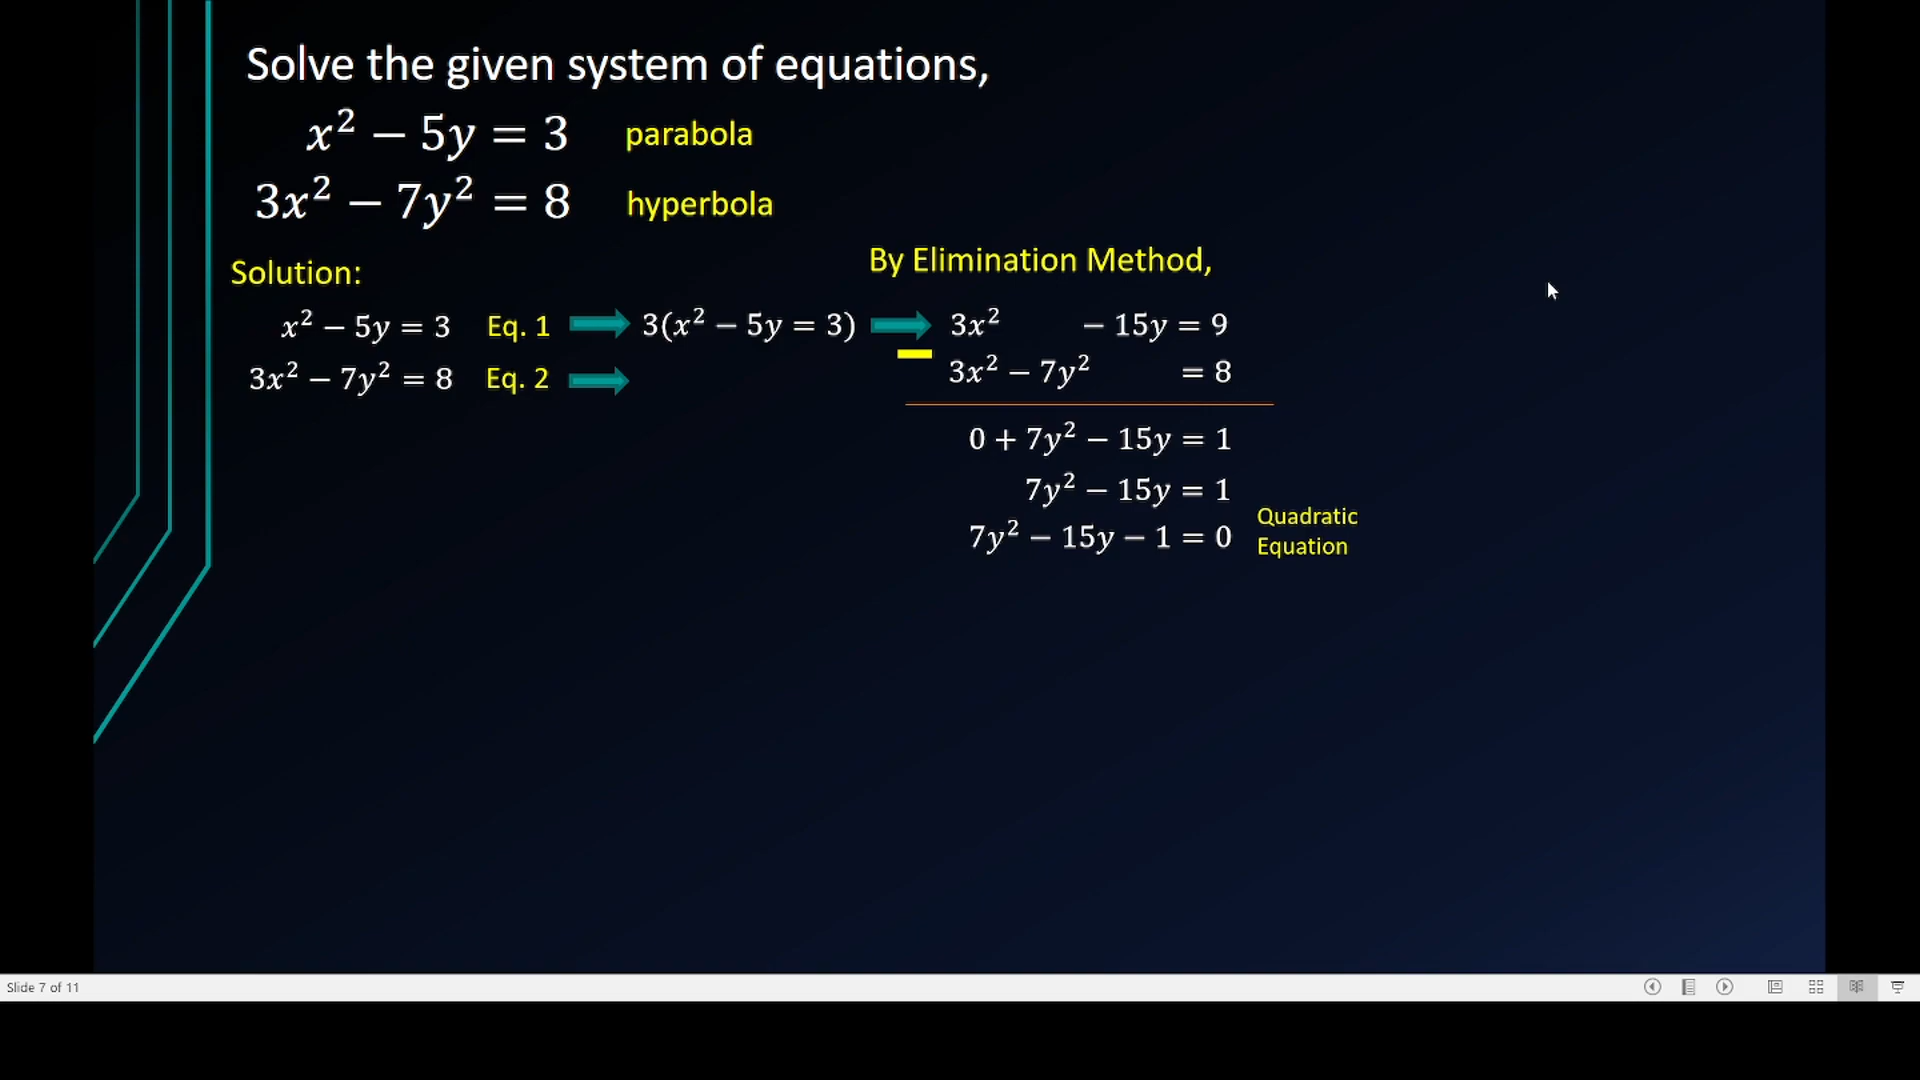 Solve the given system of equations,
x² − 5y = 3 parabola
3x² − 7y² = 8 hyperbola
By Elimination Method,
Solution:
x² − 5y = 3 Eq. 1 3(x² − 5y = 3) 3x² − 15y = 9
3x² − 7y² = 8 Eq. 2 − 3x² − 7y² = 8
0 + 7y² − 15y = 1
7y² − 15y = 1
7y² − 15y − 1 = 0
Quadratic
Equation
Slide 7 of 11